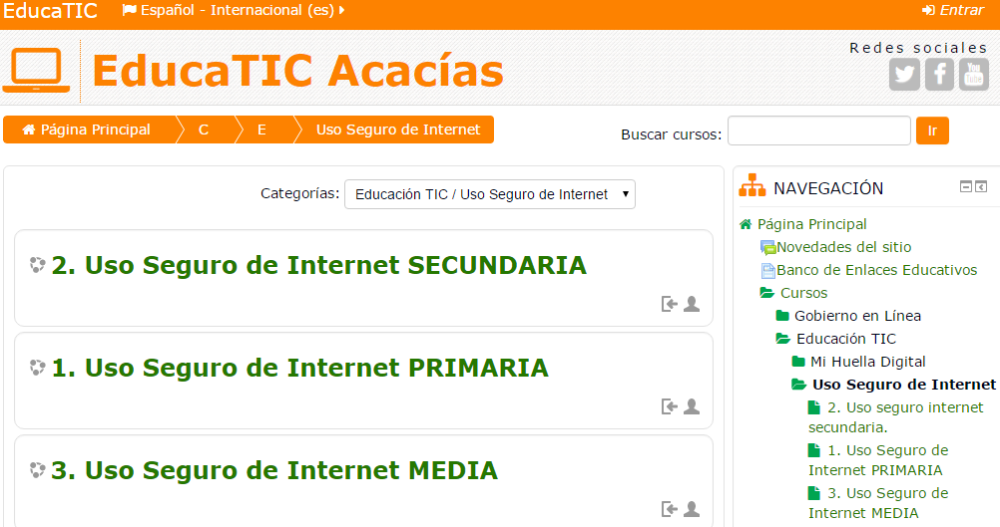 EducaTIC Español - Internacional (es) Entrar
EducaTIC Acacías
Redes sociales
You Tube
Página Principal C E Uso Seguro de Internet
Buscar cursos: Ir
Categorías: Educación TIC / Uso Seguro de Internet
2. Uso Seguro de Internet SECUNDARIA
1. Uso Seguro de Internet PRIMARIA
3. Uso Seguro de Internet MEDIA
NAVEGACIÓN
Página Principal
Novedades del sitio
Banco de Enlaces Educativos
Cursos
Gobierno en Línea
Educación TIC
Mi Huella Digital
Uso Seguro de Internet
2. Uso seguro internet
secundaria.
1. Uso Seguro de
Internet PRIMARIA
3. Uso Seguro de
Internet MEDIA